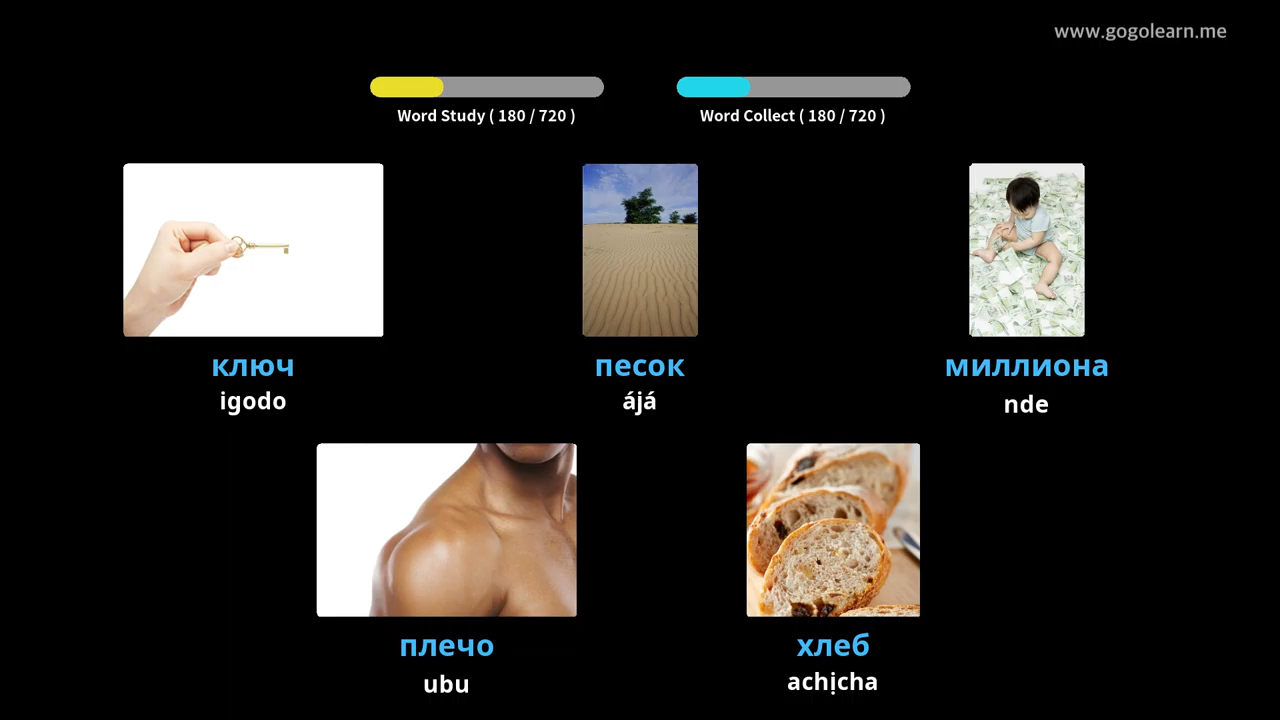 www.gogolearn.me
Word Study ( 180 / 720 )
Word Collect ( 180 / 720 )
ключ
igodo
песок
ájá
миллиона
nde
плечо
ubu
хлеб
achịcha